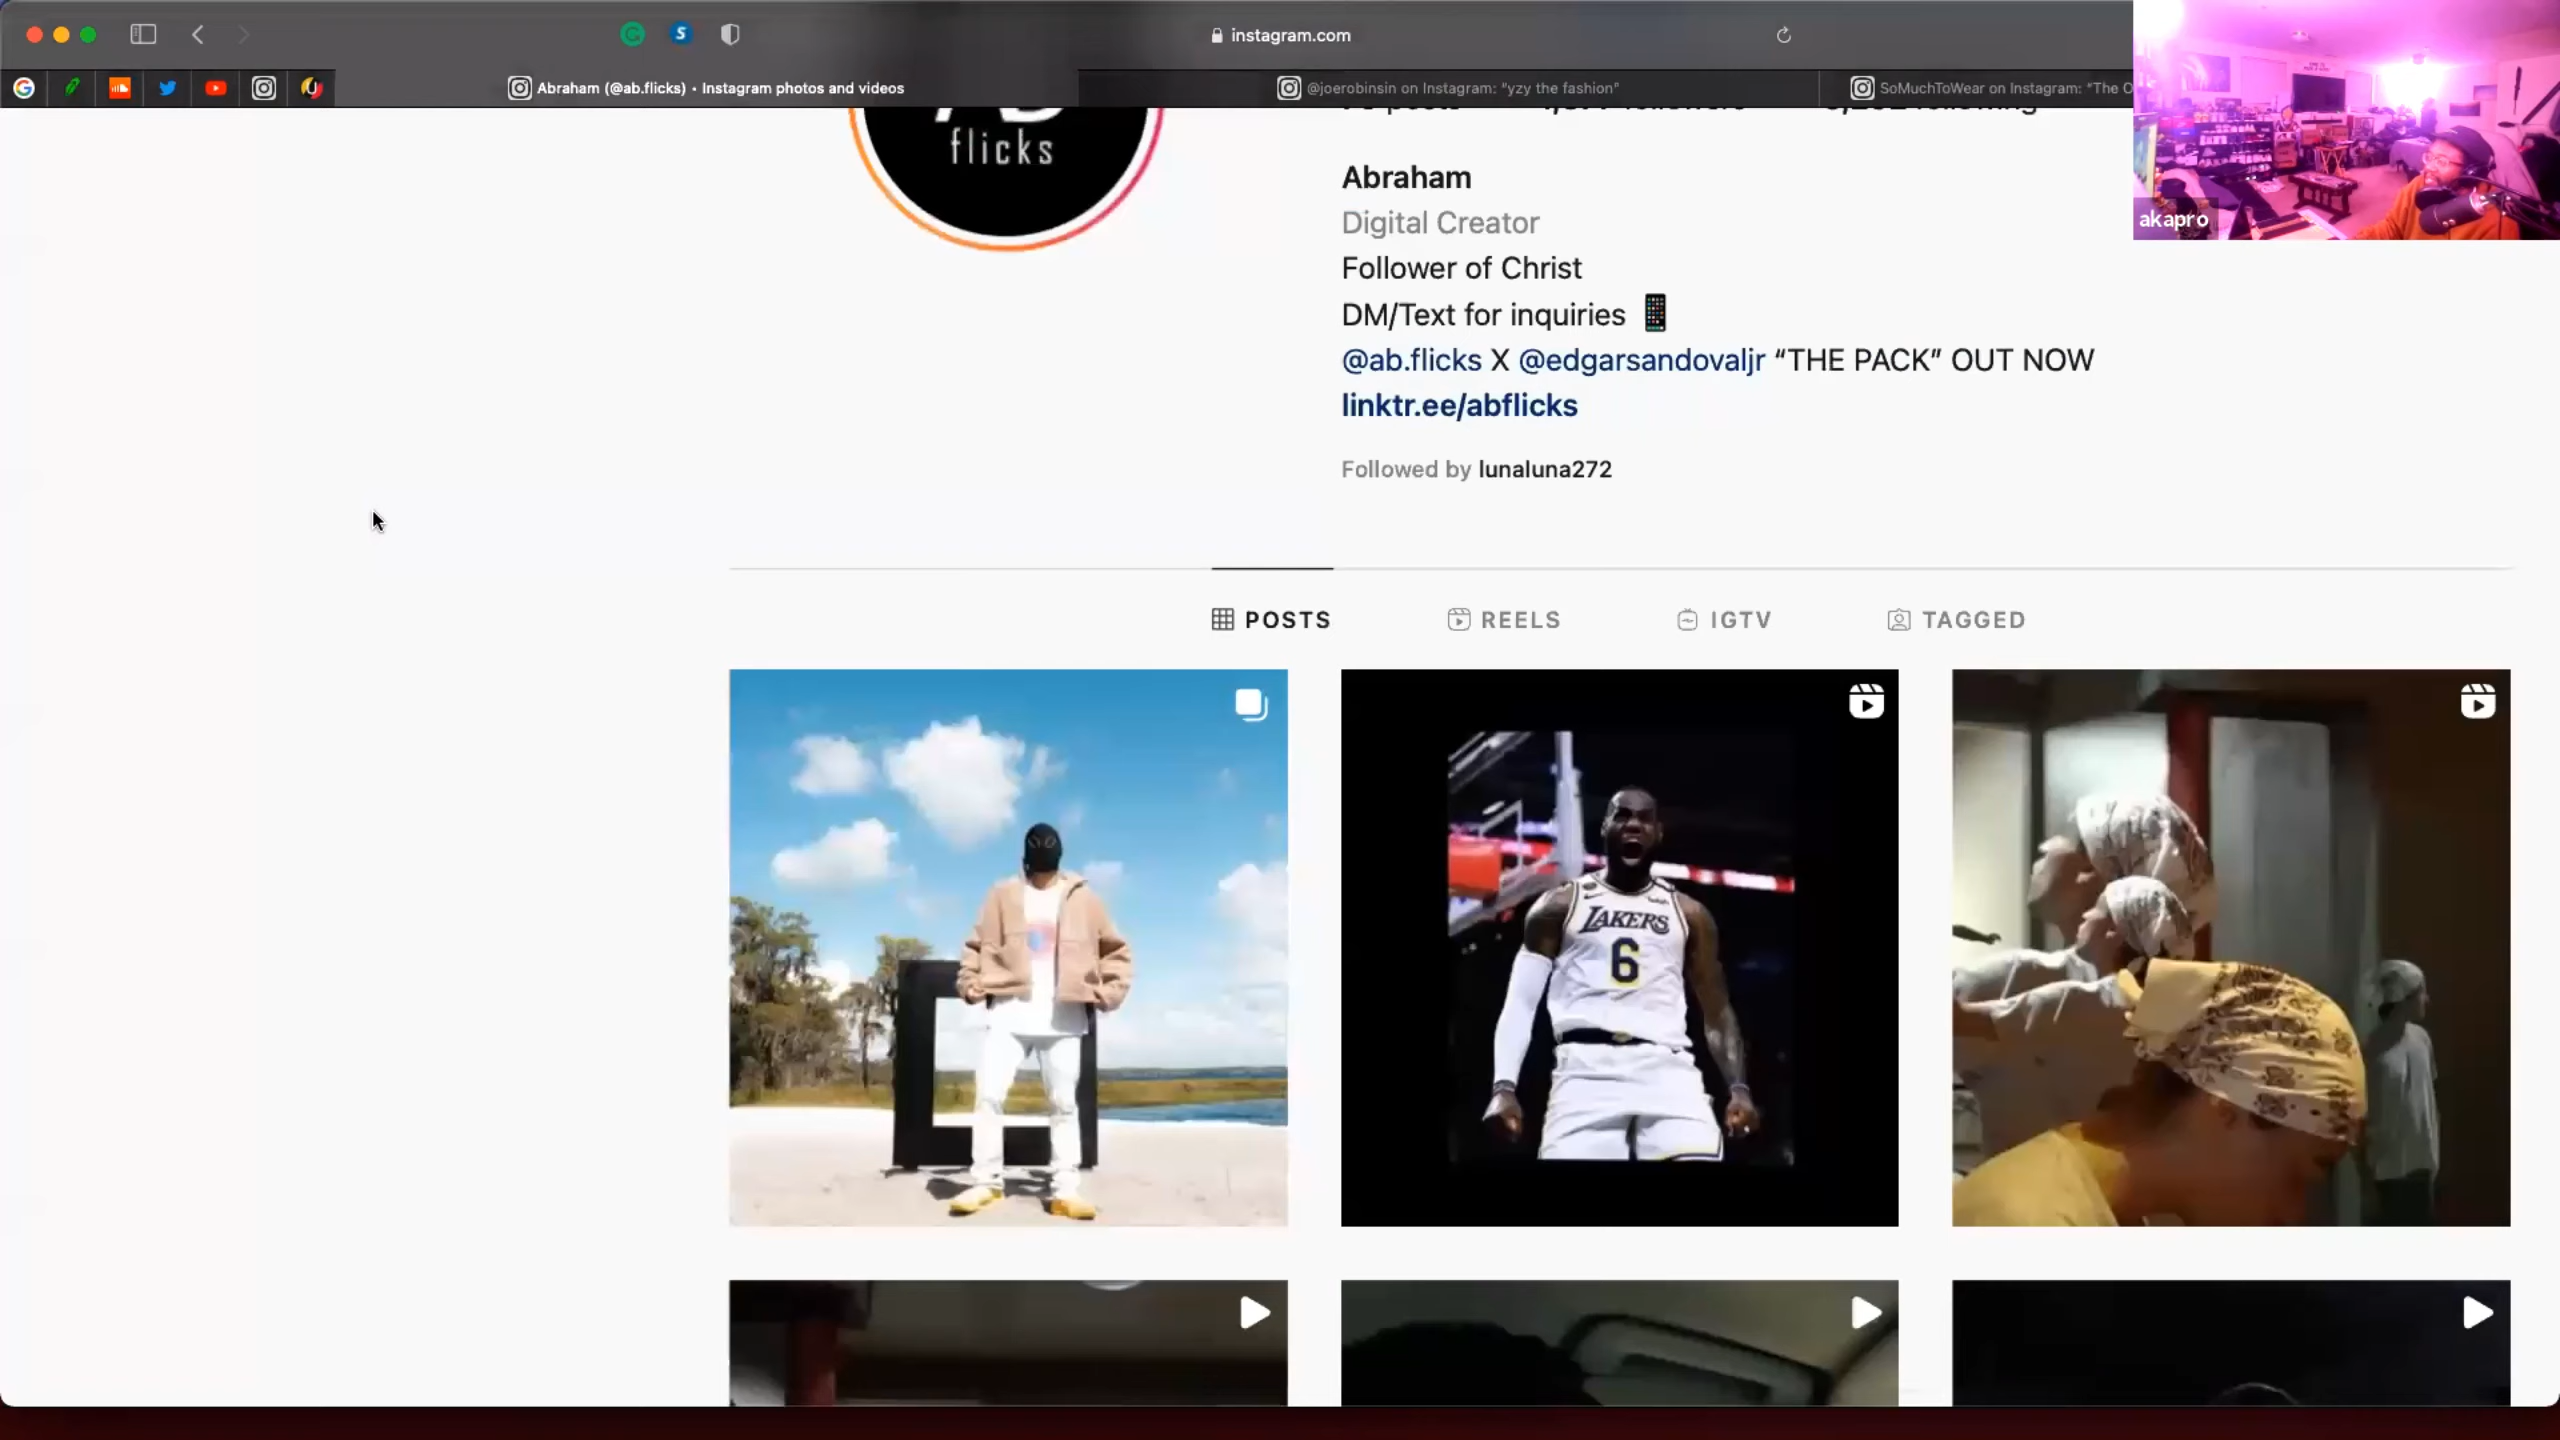 instagram.com
Abraham (@ab.flicks) • Instagram photos and videos
@joerobinsin on Instagram: "yzy the fashion"
SoMuchToWear on Instagram: "The O
akapro
flicks
Abraham
Digital Creator
Follower of Christ
DM/Text for inquiries
@ab.flicks X @edgarsandovaljr “THE PACK” OUT NOW
linktr.ee/abflicks
Followed by lunaluna272
POSTS
REELS
IGTV
TAGGED
LAKERS
6